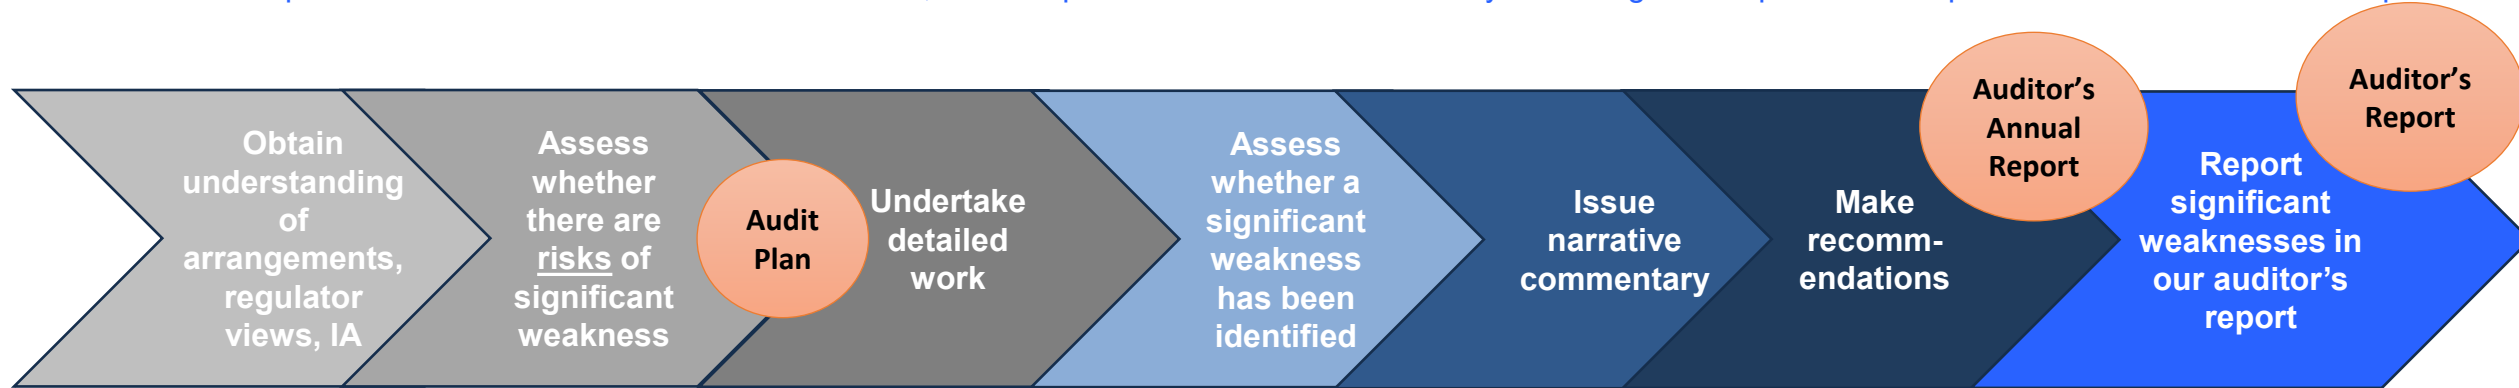 Obtain
understanding
of
arrangements,
regulator
views, IA
Assess
whether
there are
risks of
significant
weakness
Audit
Plan
Undertake
detailed
work
Assess
whether a
significant
weakness
has been
identified
Issue
narrative
commentary
Make
recomm-
endations
Auditor’s
Annual
Report
Report
significant
weaknesses in
our auditor’s
report
Auditor’s
Report